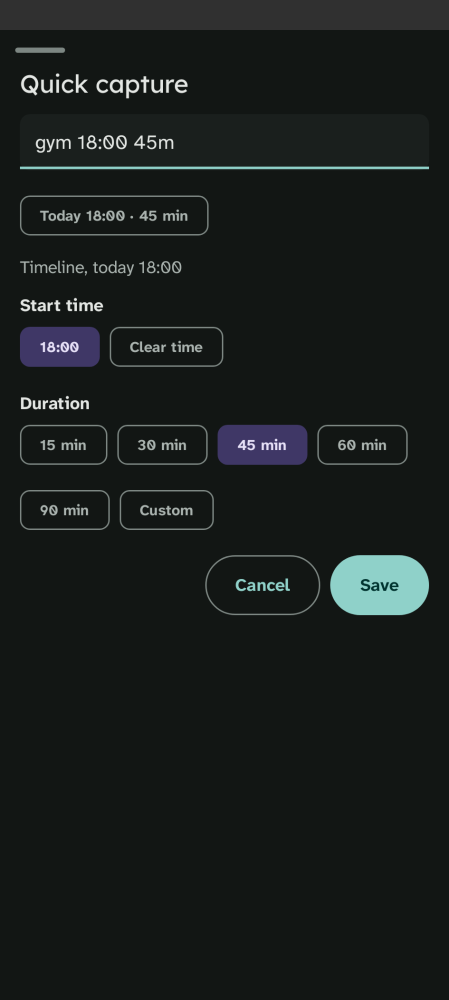 Quick capture
gym 18:00 45m
Today 18:00 · 45 min
Timeline, today 18:00
Start time
18:00 Clear time
Duration
15 min 30 min 45 min 60 min
90 min Custom
Cancel Save